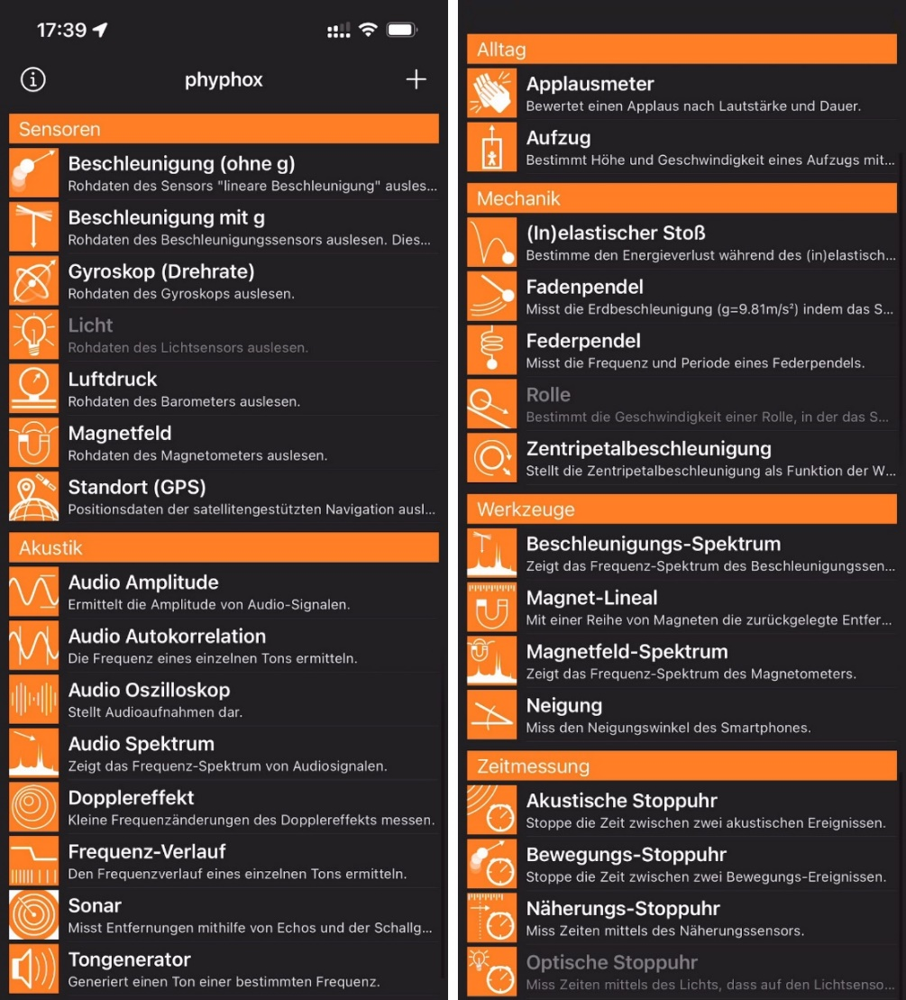 17:39
phyphox
Sensoren
Beschleunigung (ohne g)
Rohdaten des Sensors "lineare Beschleunigung" ausles...
Beschleunigung mit g
Rohdaten des Beschleunigungssensors auslesen. Dies...
Gyroskop (Drehrate)
Rohdaten des Gyroskops auslesen.
Licht
Rohdaten des Lichtsensors auslesen.
Luftdruck
Rohdaten des Barometers auslesen.
Magnetfeld
Rohdaten des Magnetometers auslesen.
Standort (GPS)
Positionsdaten der satellitengestützten Navigation ausl...
Akustik
Audio Amplitude
Ermittelt die Amplitude von Audio-Signalen.
Audio Autokorrelation
Die Frequenz eines einzelnen Tons ermitteln.
Audio Oszilloskop
Stellt Audioaufnahmen dar.
Audio Spektrum
Zeigt das Frequenz-Spektrum von Audiosignalen.
Dopplereffekt
Kleine Frequenzänderungen des Dopplereffekts messen.
Frequenz-Verlauf
Den Frequenzverlauf eines einzelnen Tons ermitteln.
Sonar
Misst Entfernungen mithilfe von Echos und der Schallg...
Tongenerator
Generiert einen Ton einer bestimmten Frequenz.
Alltag
Applausmeter
Bewertet einen Applaus nach Lautstärke und Dauer.
Aufzug
Bestimmt Höhe und Geschwindigkeit eines Aufzugs mit...
Mechanik
(In)elastischer Stoß
Bestimme den Energieverlust während des (in)elastisch...
Fadenpendel
Misst die Erdbeschleunigung (g=9.81m/s²) indem das S...
Federpendel
Misst die Frequenz und Periode eines Federpendels.
Rolle
Bestimmt die Geschwindigkeit einer Rolle, in der das S...
Zentripetalbeschleunigung
Stellt die Zentripetalbeschleunigung als Funktion der W...
Werkzeuge
Beschleunigungs-Spektrum
Zeigt das Frequenz-Spektrum des Beschleunigungssen...
Magnet-Lineal
Mit einer Reihe von Magneten die zurückgelegte Entfer...
Magnetfeld-Spektrum
Zeigt das Frequenz-Spektrum des Magnetometers.
Neigung
Miss den Neigungswinkel des Smartphones.
Zeitmessung
Akustische Stoppuhr
Stoppe die Zeit zwischen zwei akustischen Ereignissen.
Bewegungs-Stoppuhr
Stoppe die Zeit zwischen zwei Bewegungs-Ereignissen.
Näherungs-Stoppuhr
Miss Zeiten mittels des Näherungssensors.
Optische Stoppuhr
Miss Zeiten mittels des Lichts, dass auf den Lichtsenso...